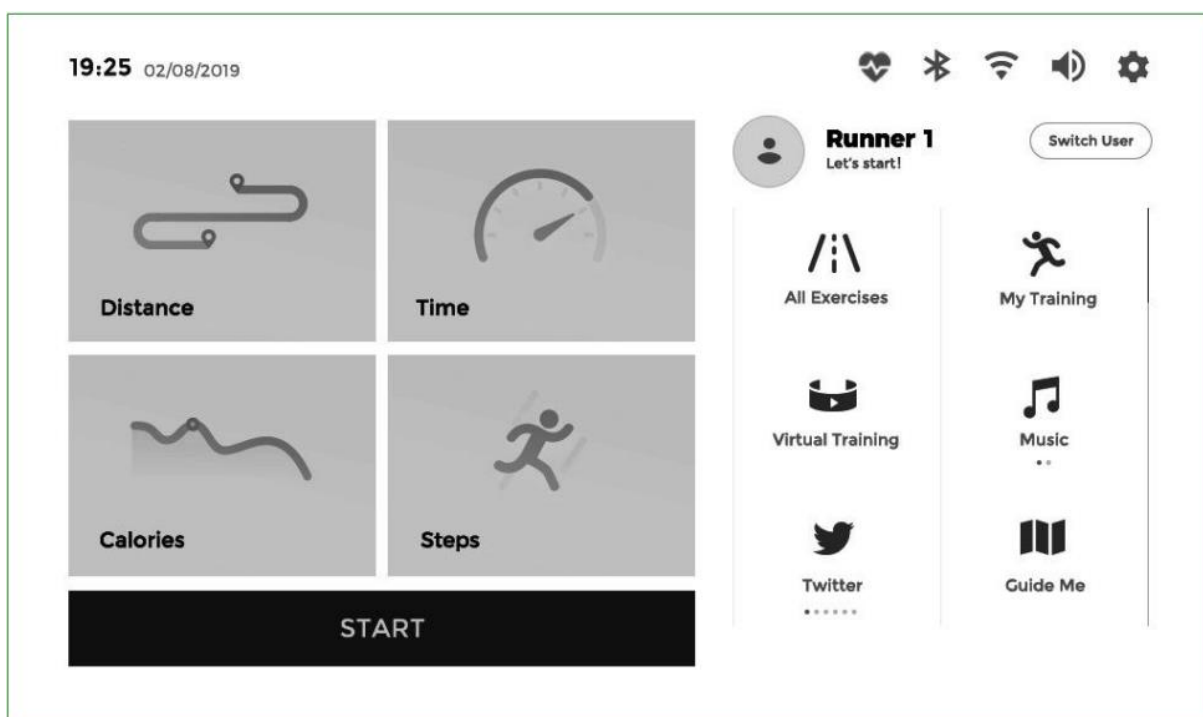 19:25 02/08/2019
Runner 1
Switch User
Let's start!
Distance
Time
All Exercises
My Training
Virtual Training
Music
Calories
Steps
Twitter
Guide Me
START